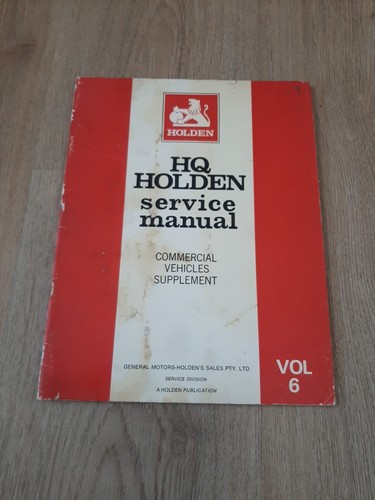 HOLDEN
HQ
HOLDEN
service
manual
COMMERCIAL
VEHICLES
SUPPLEMENT
GENERAL MOTORS-HOLDEN'S SALES PTY. LTD.
SERVICE DIVISION
A HOLDEN PUBLICATION
VOL
6